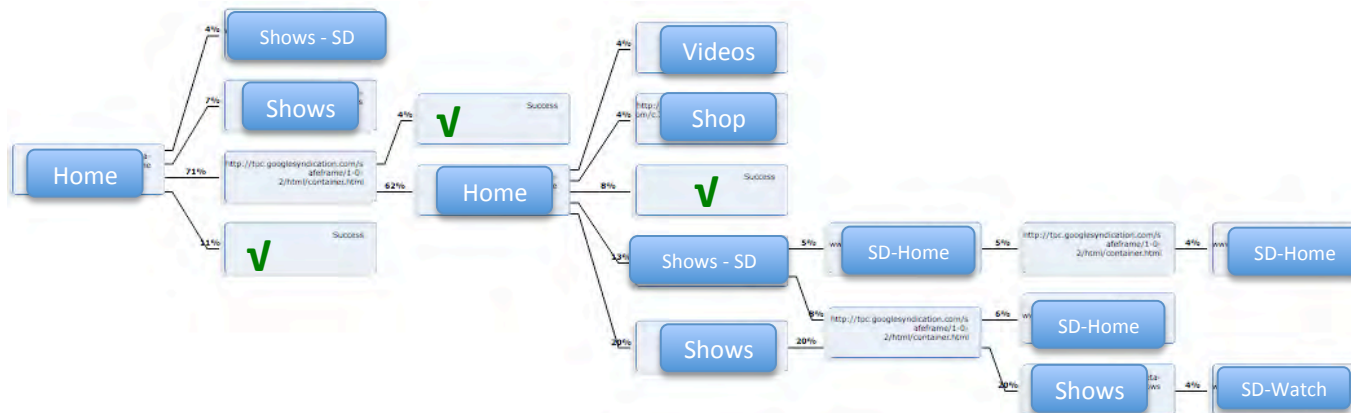 4%
Shows - SD
7%
Shows
Home
71%
http://tpc.googlesyndication.com/s
afeframe/1-0-
2/html/container.html
11%
√
Success
4%
√
Success
62%
Home
4%
Videos
4%
Shop
8%
√
Success
13%
Shows - SD
20%
Shows
5%
SD-Home
5%
http://tpc.googlesyndication.com/s
afeframe/1-0-
2/html/container.html
4%
SD-Home
8%
20%
http://tpc.googlesyndication.com/s
afeframe/1-0-
2/html/container.html
6%
SD-Home
20%
Shows
4%
SD-Watch